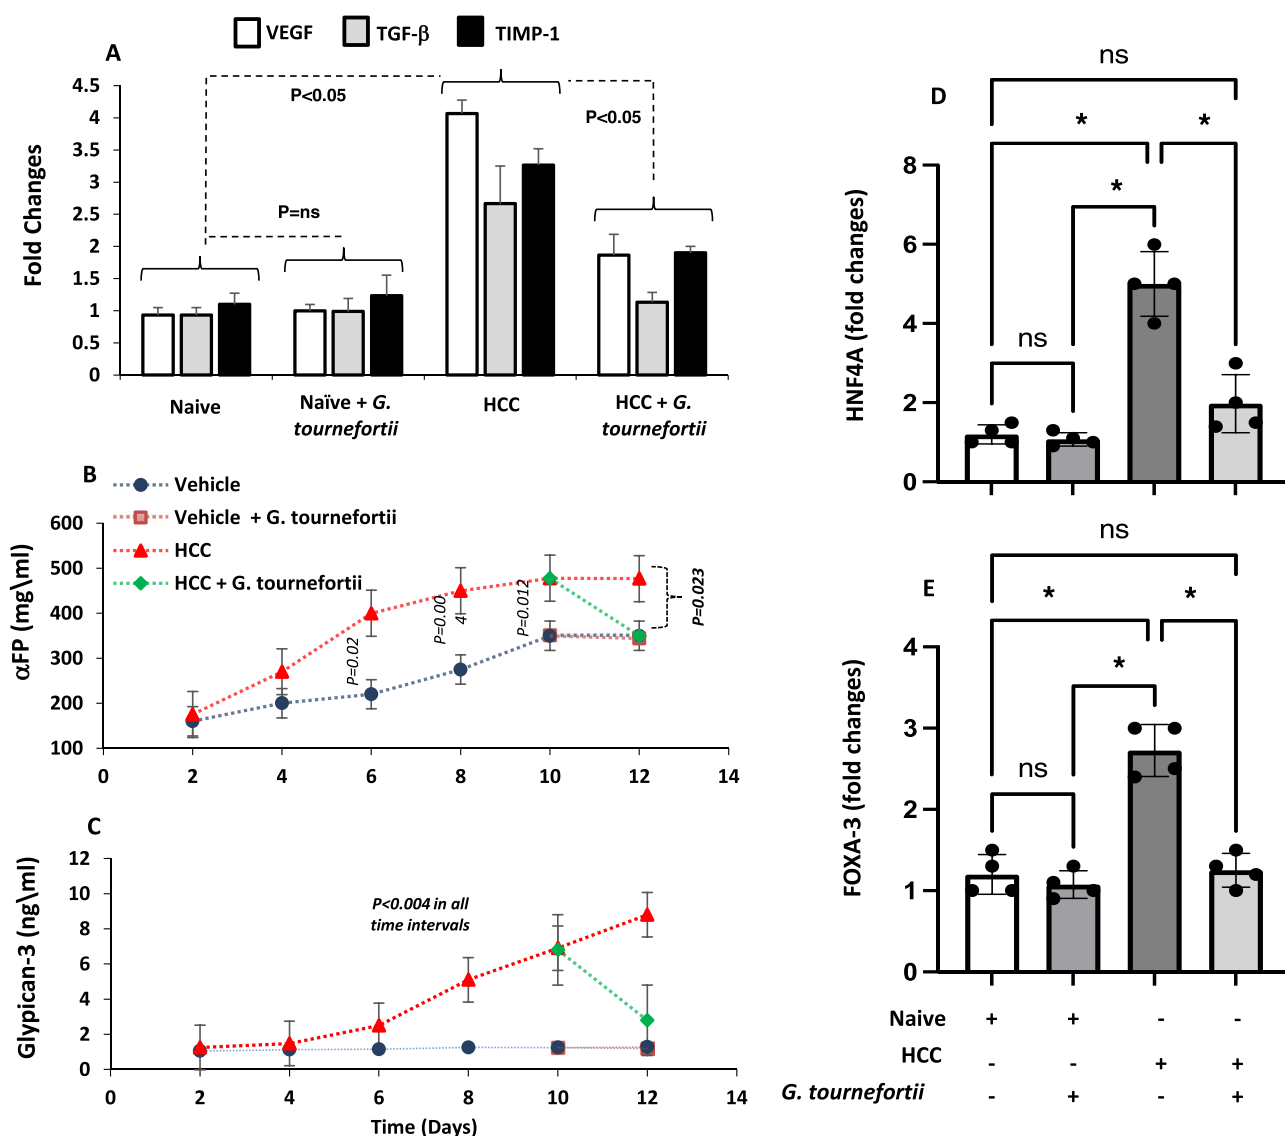 VEGF TGF-β TIMP-1
A
4.5
4
3.5
3
2.5
2
1.5
1
0.5
0
Fold Changes
P<0.05
P<0.05
P=ns
Naive
Naïve + G.
tournefortii
HCC
HCC + G.
tournefortii
B
Vehicle
Vehicle + G. tournefortii
HCC
HCC + G. tournefortii
600
500
400
300
200
100
αFP (mg\ml)
P=0.02
P=0.00
4
P=0.012
P=0.023
0 2 4 6 8 10 12 14
C
12
10
8
6
4
2
0
Glypican-3 (ng\ml)
P<0.004 in all
time intervals
0 2 4 6 8 10 12 14
Time (Days)
D
ns
* *
*
ns
8
6
4
2
0
HNF4A (fold changes)
E
ns
* *
*
ns
4
3
2
1
0
FOXA-3 (fold changes)
Naive + + - -
HCC - - + +
G. tournefortii - + - +